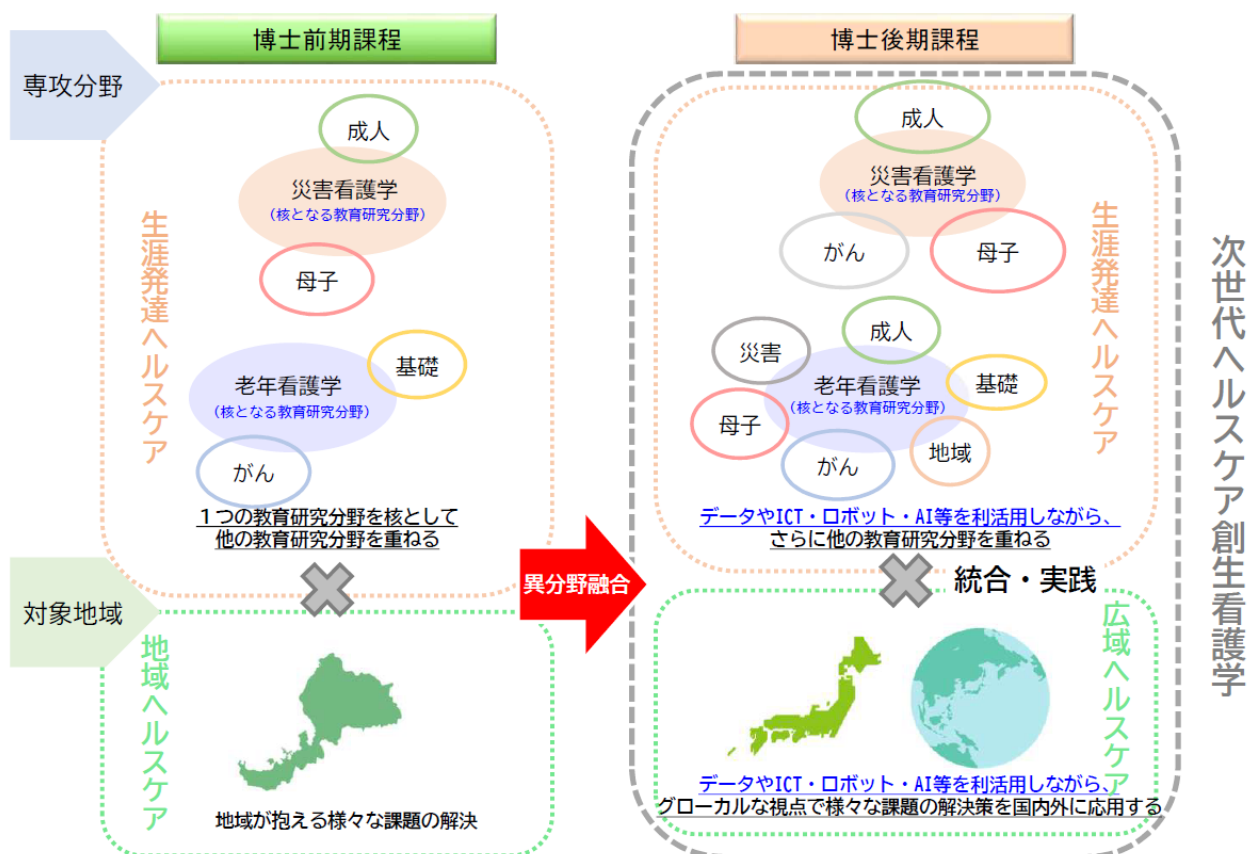 博士前期課程
博士後期課程
専攻分野
生涯発達ヘルスケア
成人
災害看護学
(核となる教育研究分野)
母子
基礎
老年看護学
(核となる教育研究分野)
がん
１つの教育研究分野を核として
他の教育研究分野を重ねる
対象地域
地域ヘルスケア
地域が抱える様々な課題の解決
異分野融合
成人
災害看護学
(核となる教育研究分野)
がん
母子
成人
災害
老年看護学
(核となる教育研究分野)
基礎
母子
がん
地域
生涯発達ヘルスケア
データやICT・ロボット・AI等を利活用しながら、
さらに他の教育研究分野を重ねる
統合・実践
広域ヘルスケア
データやICT・ロボット・AI等を利活用しながら、
グローカルな視点で様々な課題の解決策を国内外に応用する
次世代ヘルスケア創生看護学